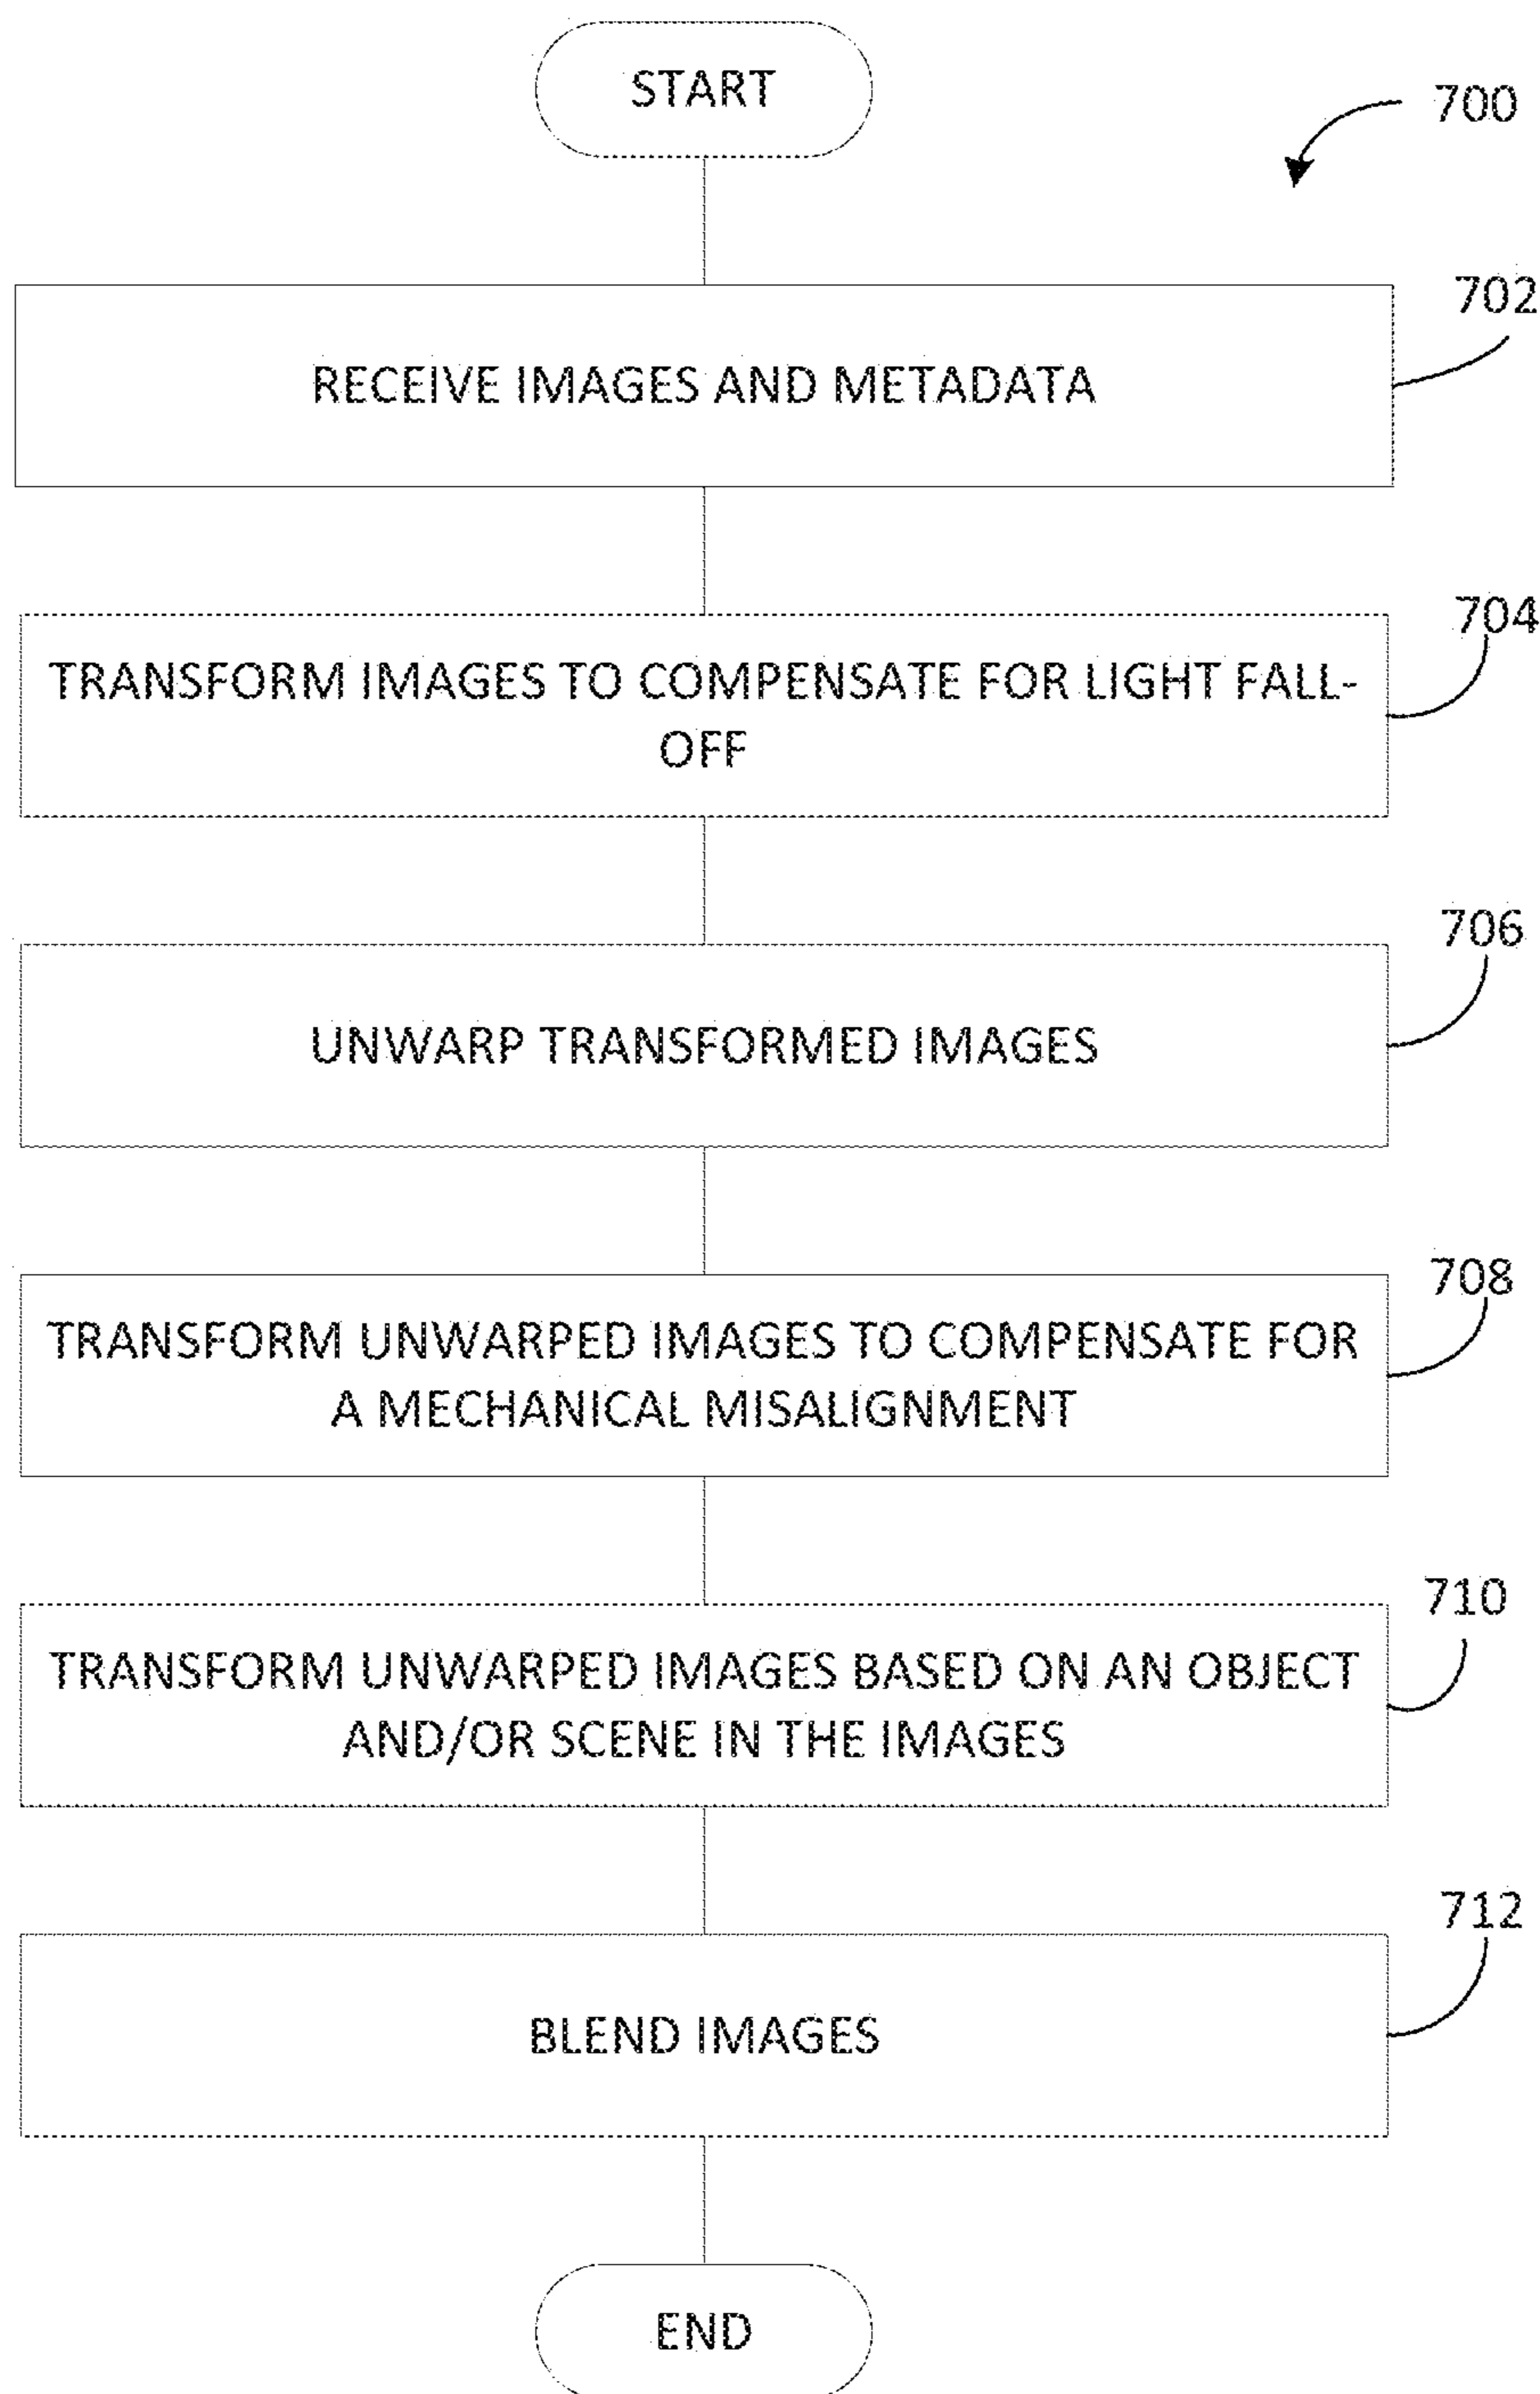 START
700
702
RECEIVE IMAGES AND METADATA
704
TRANSFORM IMAGES TO COMPENSATE FOR LIGHT FALL-
OFF
706
UNWARP TRANSFORMED IMAGES
708
TRANSFORM UNWARPED IMAGES TO COMPENSATE FOR
A MECHANICAL MISALIGNMENT
710
TRANSFORM UNWARPED IMAGES BASED ON AN OBJECT
AND/OR SCENE IN THE IMAGES
712
BLEND IMAGES
END